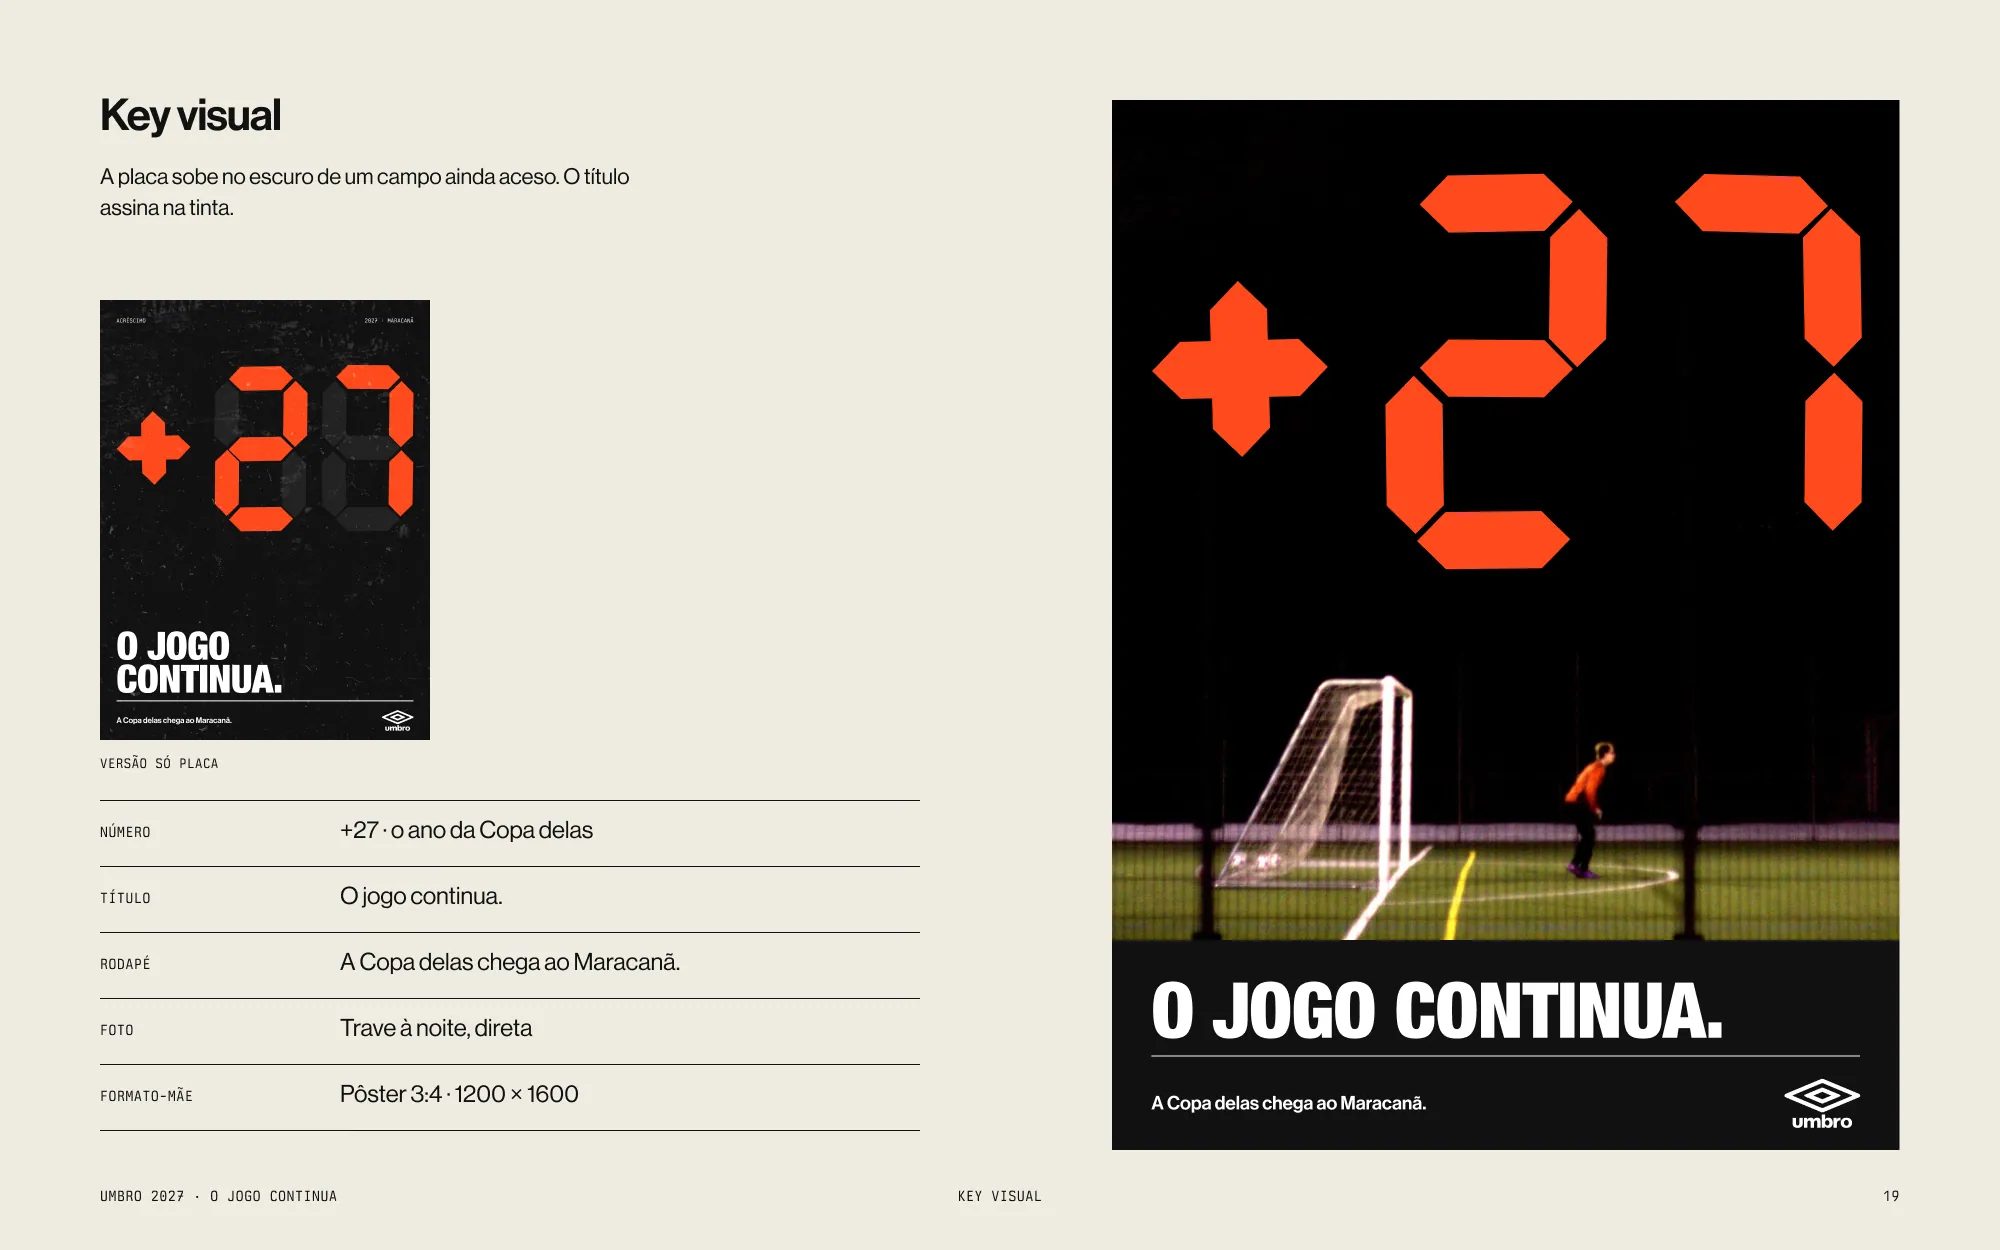 Key visual
A placa sobe no escuro de um campo ainda aceso. O título
assina na tinta.
ACRÉSCIMO
2027 · MARACANÃ
+27
O JOGO
CONTINUA.
A Copa delas chega ao Maracanã.
umbro
VERSÃO SÓ PLACA
NÚMERO
+27 · o ano da Copa delas
TÍTULO
O jogo continua.
RODAPÉ
A Copa delas chega ao Maracanã.
FOTO
Trave à noite, direta
FORMATO-MÃE
Pôster 3:4 · 1200 × 1600
+27
O JOGO CONTINUA.
A Copa delas chega ao Maracanã.
umbro
UMBRO 2027 · O JOGO CONTINUA
KEY VISUAL
19